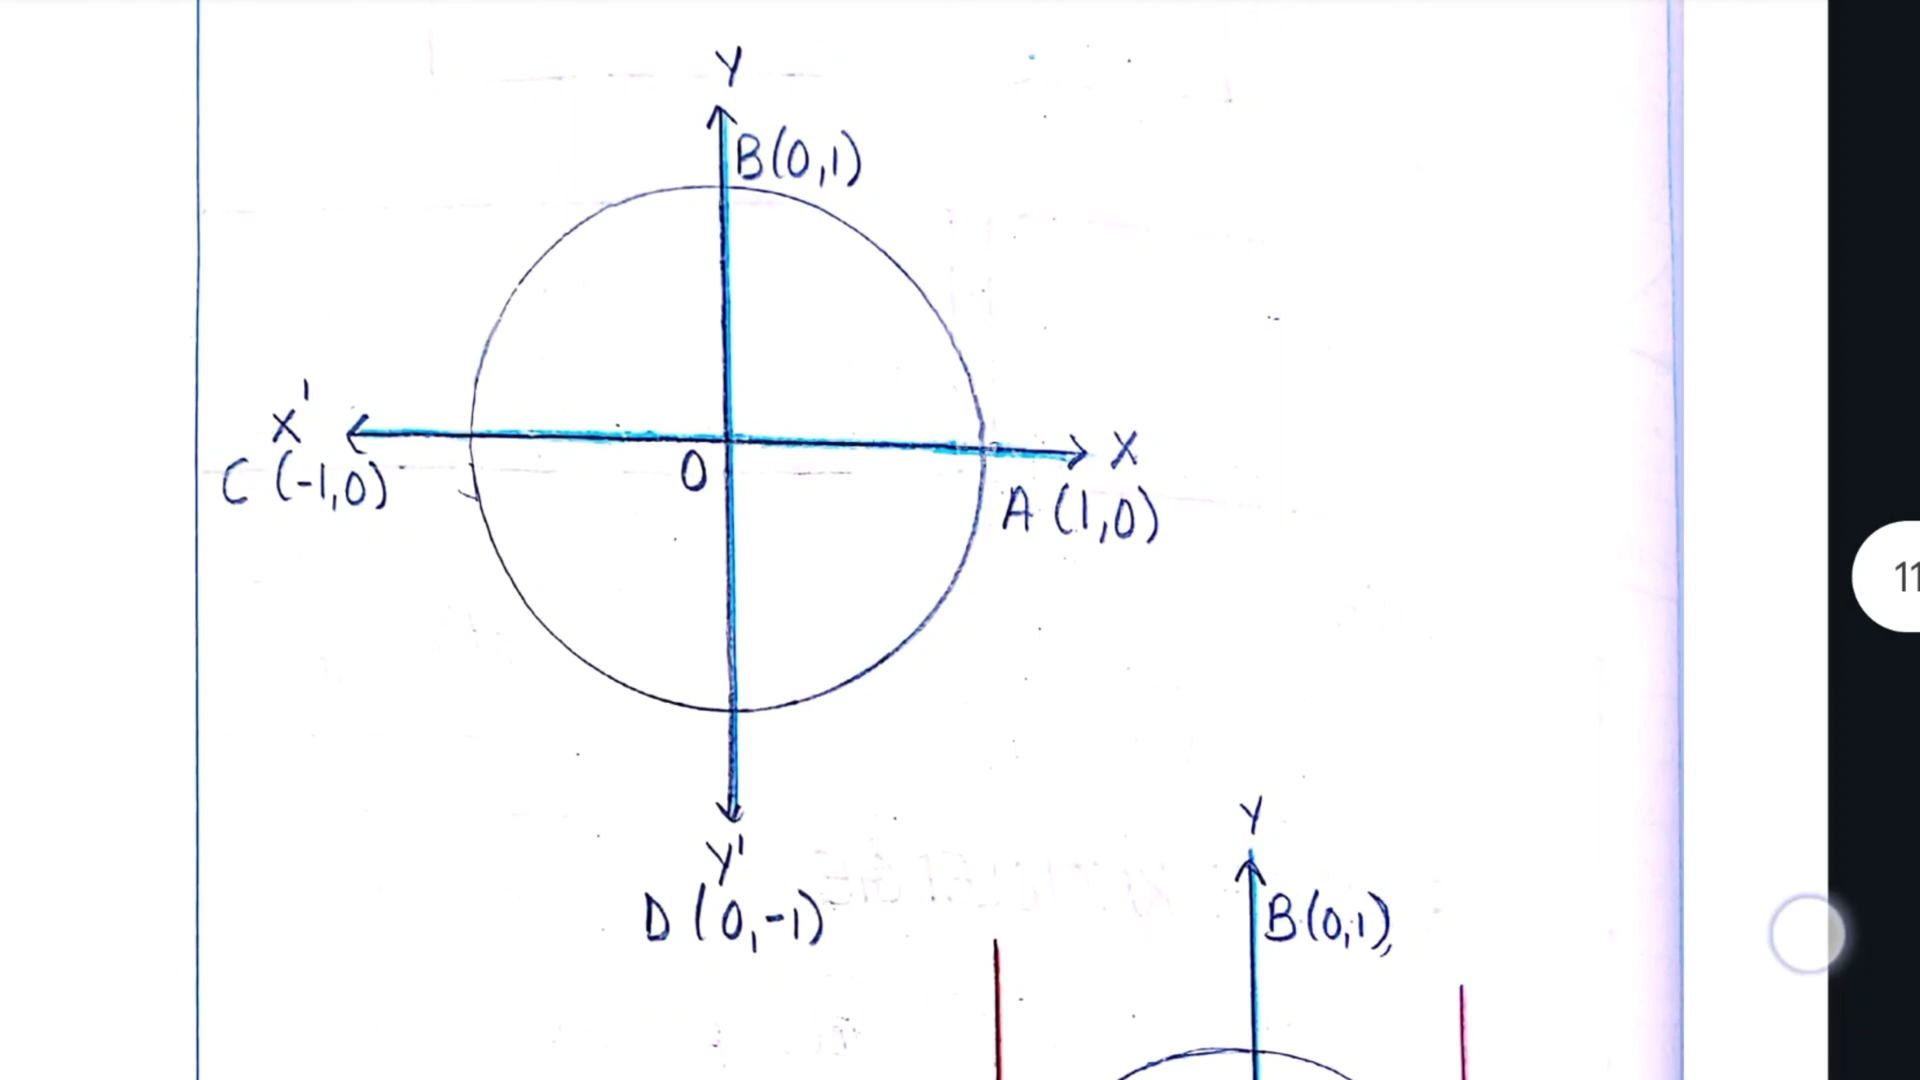 Y
B(0,1)
X'
X
C (-1,0)
O
A (1,0)
Y'
D (0,-1)
Y
B(0,1)
11